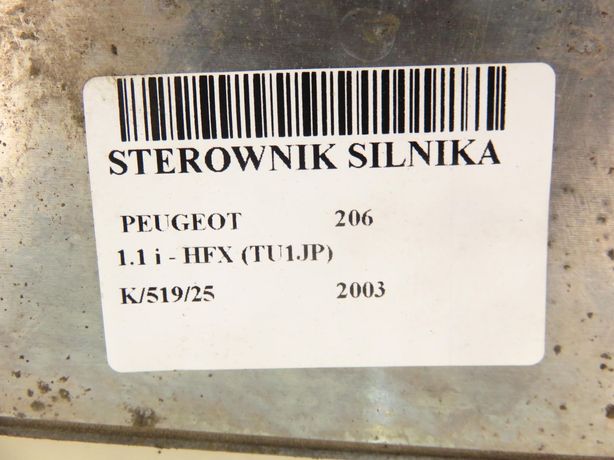 STEROWNIK SILNIKA
PEUGEOT 206
1.1 i - HFX (TU1JP)
K/519/25 2003